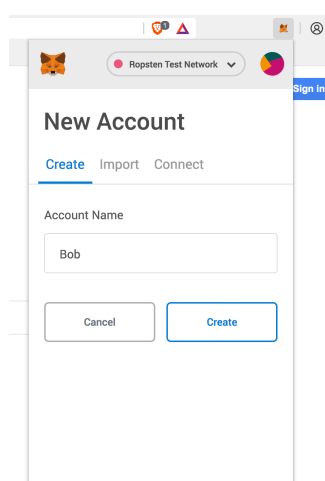 Ropsten Test Network
Sign in
New Account
Create Import Connect
Account Name
Bob
Cancel Create